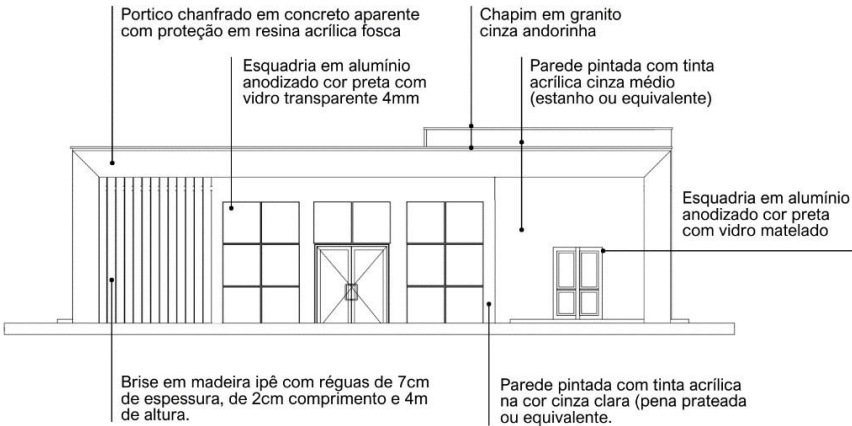 Portico chanfrado em concreto aparente
com proteção em resina acrílica fosca
Chapim em granito
cinza andorinha
Esquadria em alumínio
anodizado cor preta com
vidro transparente 4mm
Parede pintada com tinta
acrílica cinza médio
(estanho ou equivalente)
Esquadria em alumínio
anodizado cor preta
com vidro matelado
Brise em madeira ipê com réguas de 7cm
de espessura, de 2cm comprimento e 4m
de altura.
Parede pintada com tinta acrílica
na cor cinza clara (pena prateada
ou equivalente.